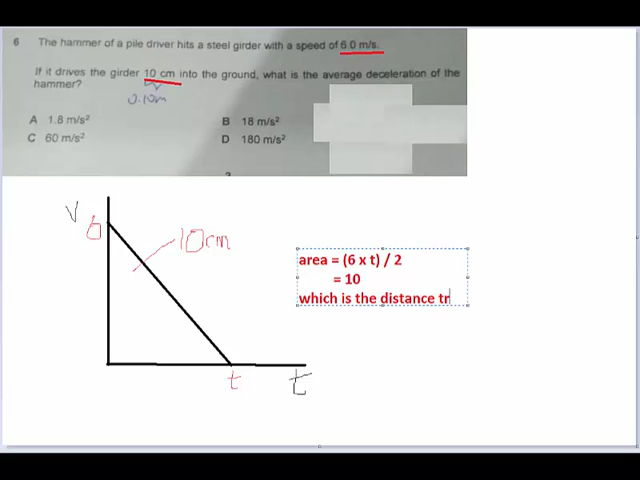 6 The hammer of a pile driver hits a steel girder with a speed of 6.0 m/s.
If it drives the girder 10 cm into the ground, what is the average deceleration of the
hammer?
0.10m
A 1.8 m/s² B 18 m/s²
C 60 m/s² D 180 m/s²
V
6
10cm
area = (6 x t) / 2
= 10
which is the distance tr
t
t